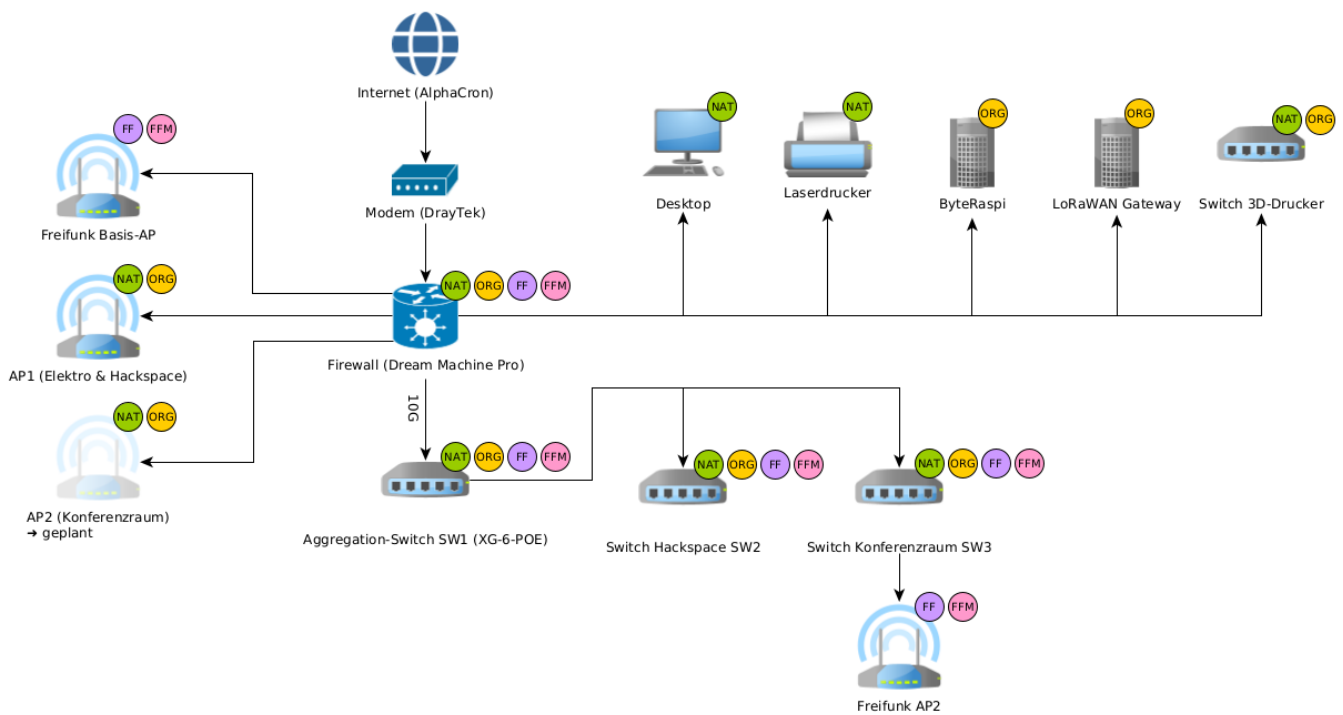 Internet (AlphaCron)
Modem (DrayTek)
FF FFM
Freifunk Basis-AP
NAT ORG
AP1 (Elektro & Hackspace)
NAT ORG
AP2 (Konferenzraum)
➔ geplant
NAT ORG FF FFM
Firewall (Dream Machine Pro)
NAT
Desktop
NAT
Laserdrucker
ORG
ByteRaspi
ORG
LoRaWAN Gateway
NAT ORG
Switch 3D-Drucker
10G
NAT ORG FF FFM
Aggregation-Switch SW1 (XG-6-POE)
NAT ORG FF FFM
Switch Hackspace SW2
NAT ORG FF FFM
Switch Konferenzraum SW3
FF FFM
Freifunk AP2